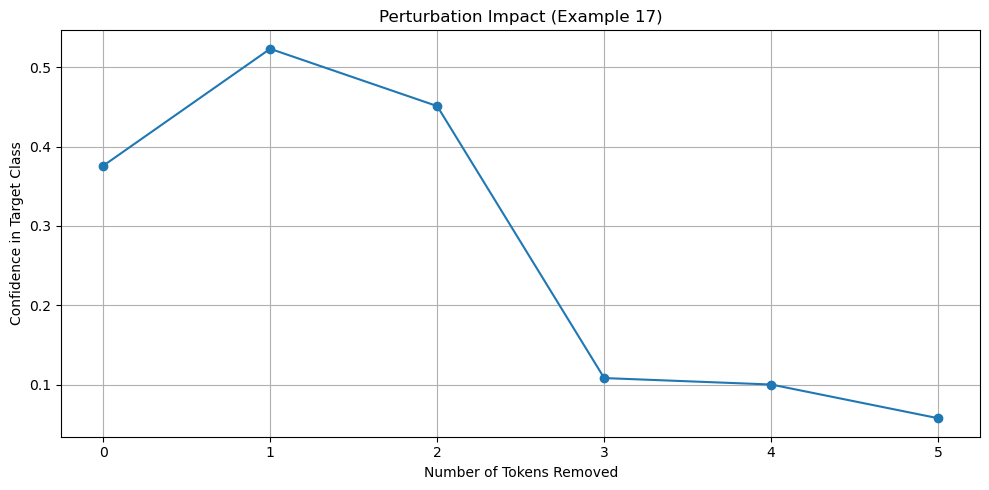 Perturbation Impact (Example 17)
Confidence in Target Class
0.5
0.4
0.3
0.2
0.1
0 1 2 3 4 5
Number of Tokens Removed